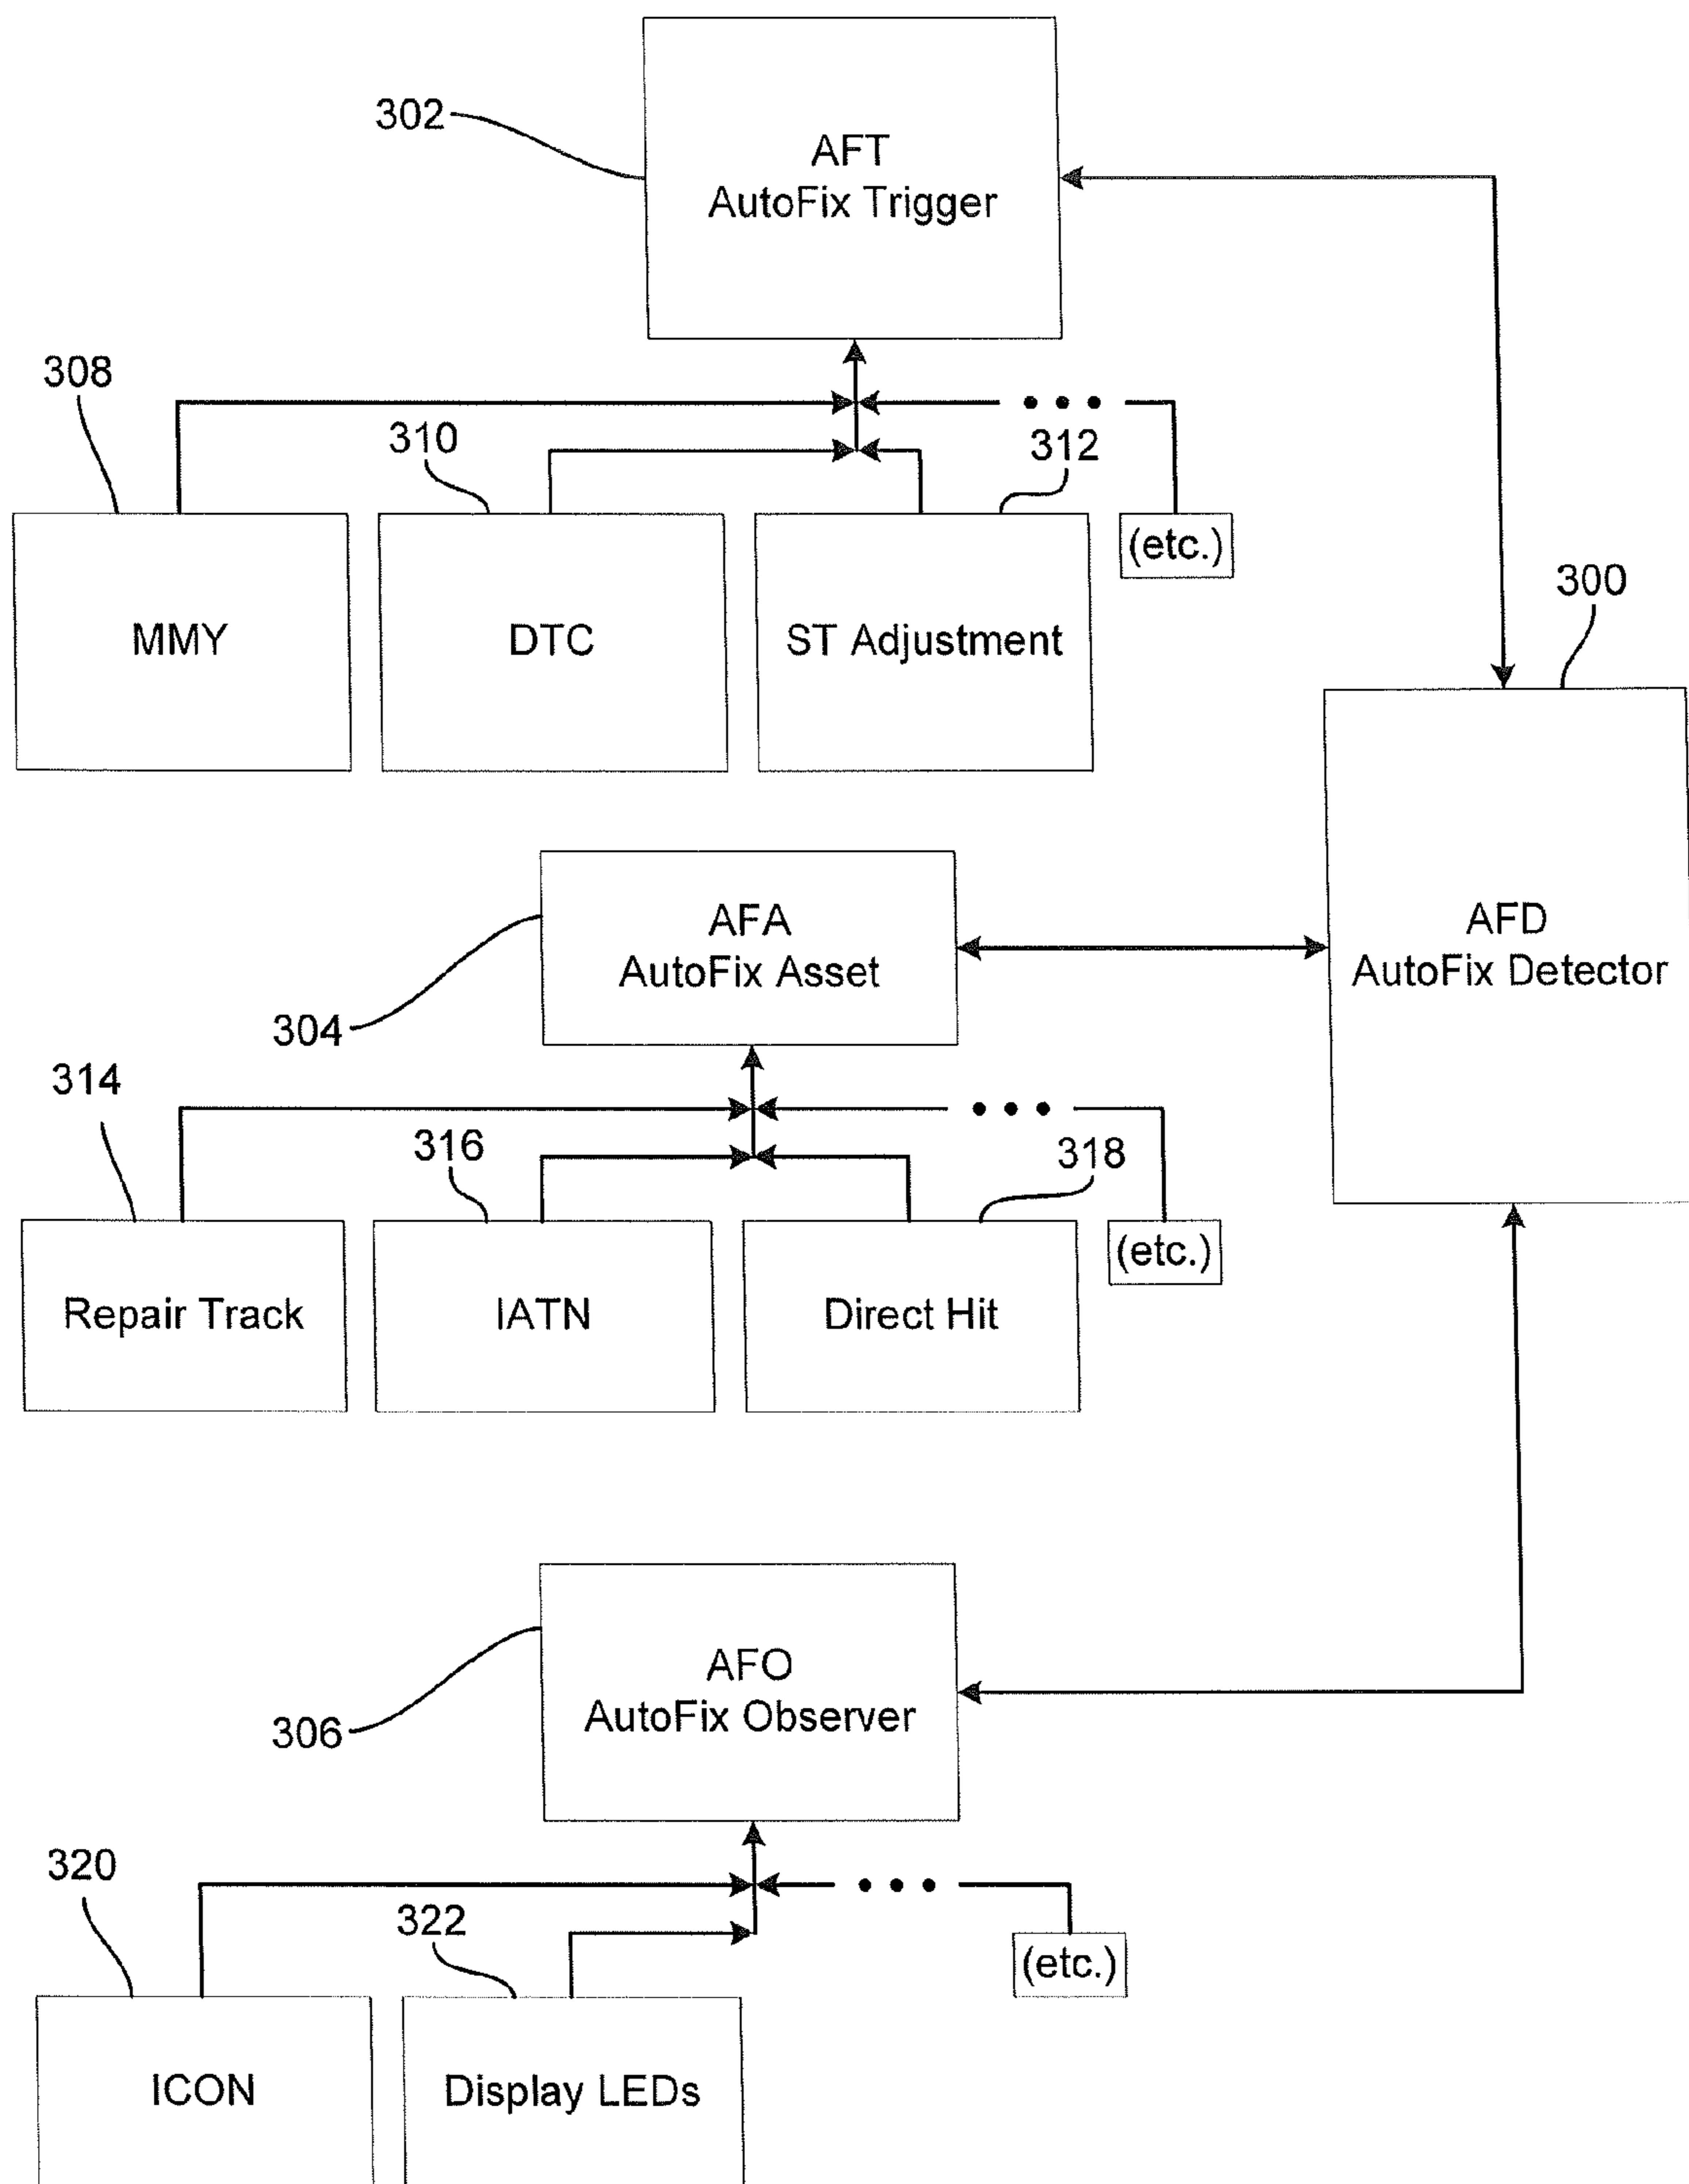 302
AFT
AutoFix Trigger
308
310
312
(etc.)
MMY
DTC
ST Adjustment
300
AFA
AutoFix Asset
AFD
AutoFix Detector
304
314
316
318
(etc.)
Repair Track
IATN
Direct Hit
AFO
AutoFix Observer
306
320
322
(etc.)
ICON
Display LEDs